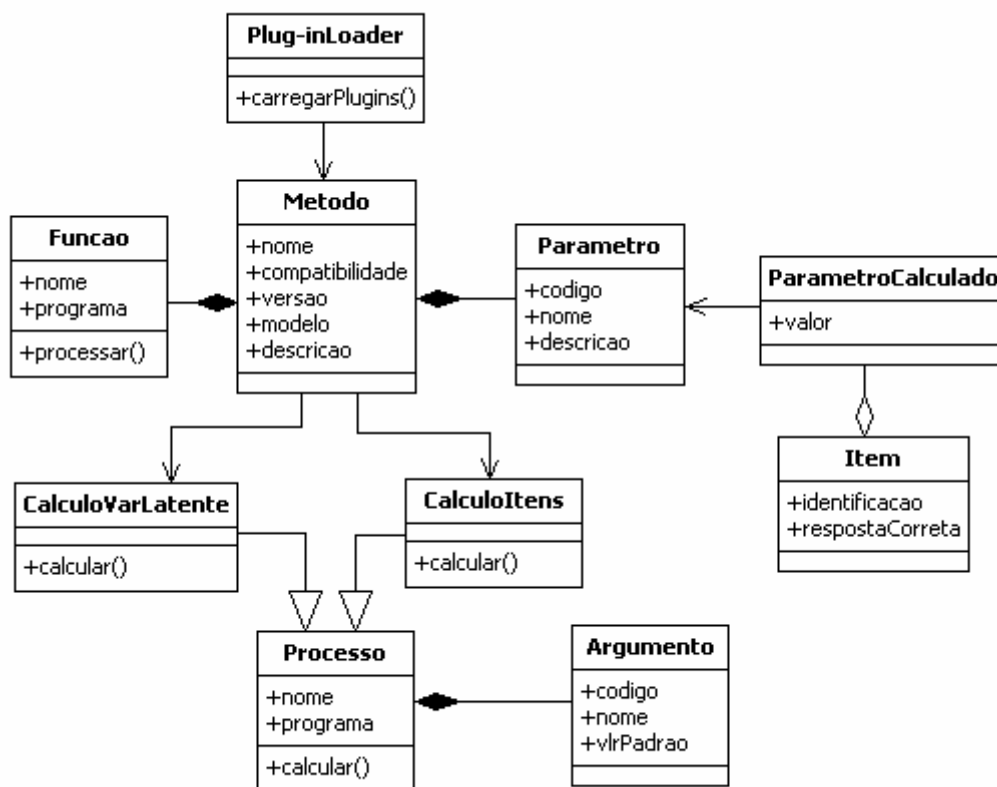 Plug-inLoader
+carregarPlugins()
Metodo
+nome
+compatibilidade
+versao
+modelo
+descricao
Funcao
+nome
+programa
+processar()
Parametro
+codigo
+nome
+descricao
ParametroCalculado
+valor
Item
+identificacao
+respostaCorreta
CalculoVarLatente
+calcular()
CalculoItens
+calcular()
Processo
+nome
+programa
+calcular()
Argumento
+codigo
+nome
+vlrPadrao